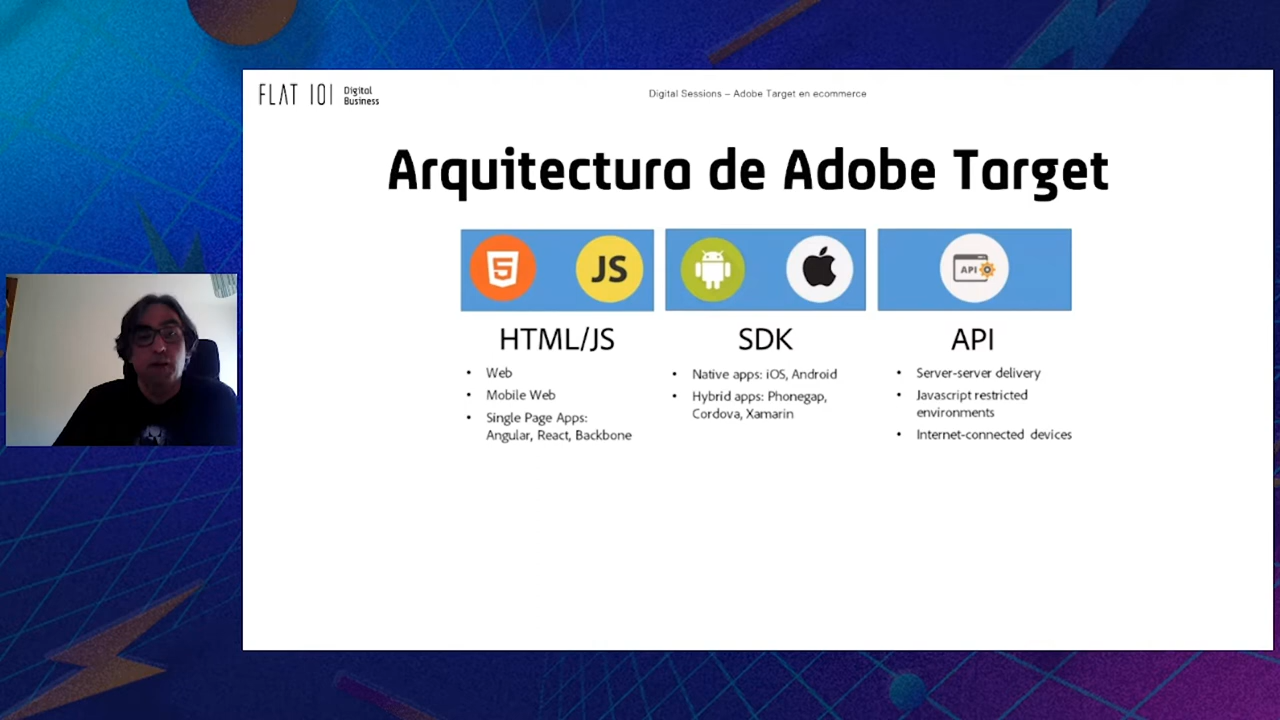 FLAT 101 Digital Business
Digital Sessions – Adobe Target en ecommerce
Arquitectura de Adobe Target
5
JS
API
HTML/JS
• Web
• Mobile Web
• Single Page Apps:
Angular, React, Backbone
SDK
• Native apps: iOS, Android
• Hybrid apps: Phonegap,
Cordova, Xamarin
API
• Server-server delivery
• Javascript restricted
environments
• Internet-connected devices